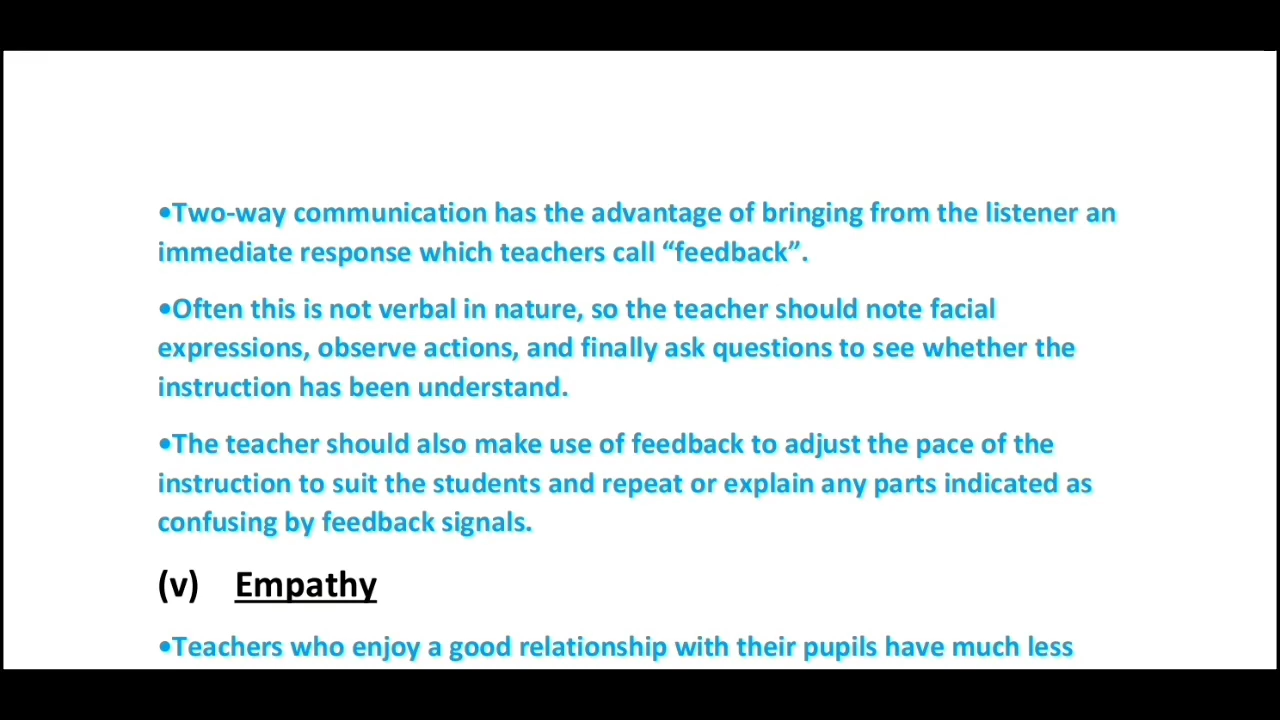 •Two-way communication has the advantage of bringing from the listener an
immediate response which teachers call “feedback”.
•Often this is not verbal in nature, so the teacher should note facial
expressions, observe actions, and finally ask questions to see whether the
instruction has been understand.
•The teacher should also make use of feedback to adjust the pace of the
instruction to suit the students and repeat or explain any parts indicated as
confusing by feedback signals.
(v) Empathy
•Teachers who enjoy a good relationship with their pupils have much less